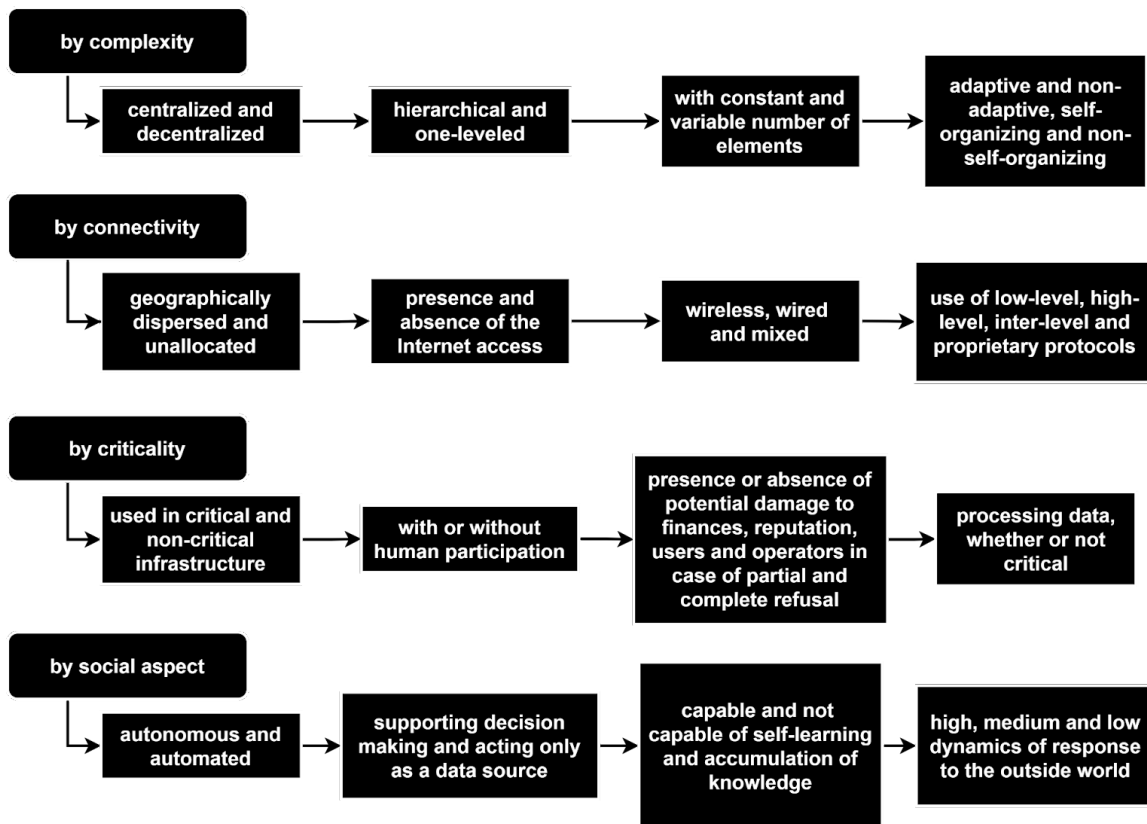 by complexity
centralized and
decentralized
hierarchical and
one-leveled
with constant and
variable number of
elements
adaptive and non-
adaptive, self-
organizing and non-
self-organizing
by connectivity
geographically
dispersed and
unallocated
presence and
absence of the
Internet access
wireless, wired
and mixed
use of low-level, high-
level, inter-level and
proprietary protocols
by criticality
used in critical and
non-critical
infrastructure
with or without
human participation
presence or absence of
potential damage to
finances, reputation,
users and operators in
case of partial and
complete refusal
processing data,
whether or not
critical
by social aspect
autonomous and
automated
supporting decision
making and acting only
as a data source
capable and not
capable of self-learning
and accumulation of
knowledge
high, medium and low
dynamics of response
to the outside world